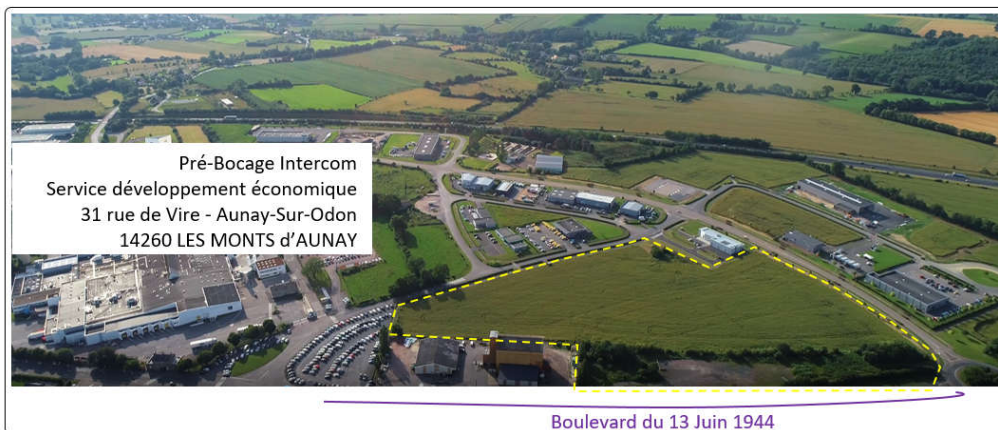 Pré-Bocage Intercom
Service développement économique
31 rue de Vire - Aunay-Sur-Odon
14260 LES MONTS d'AUNAY
Boulevard du 13 Juin 1944